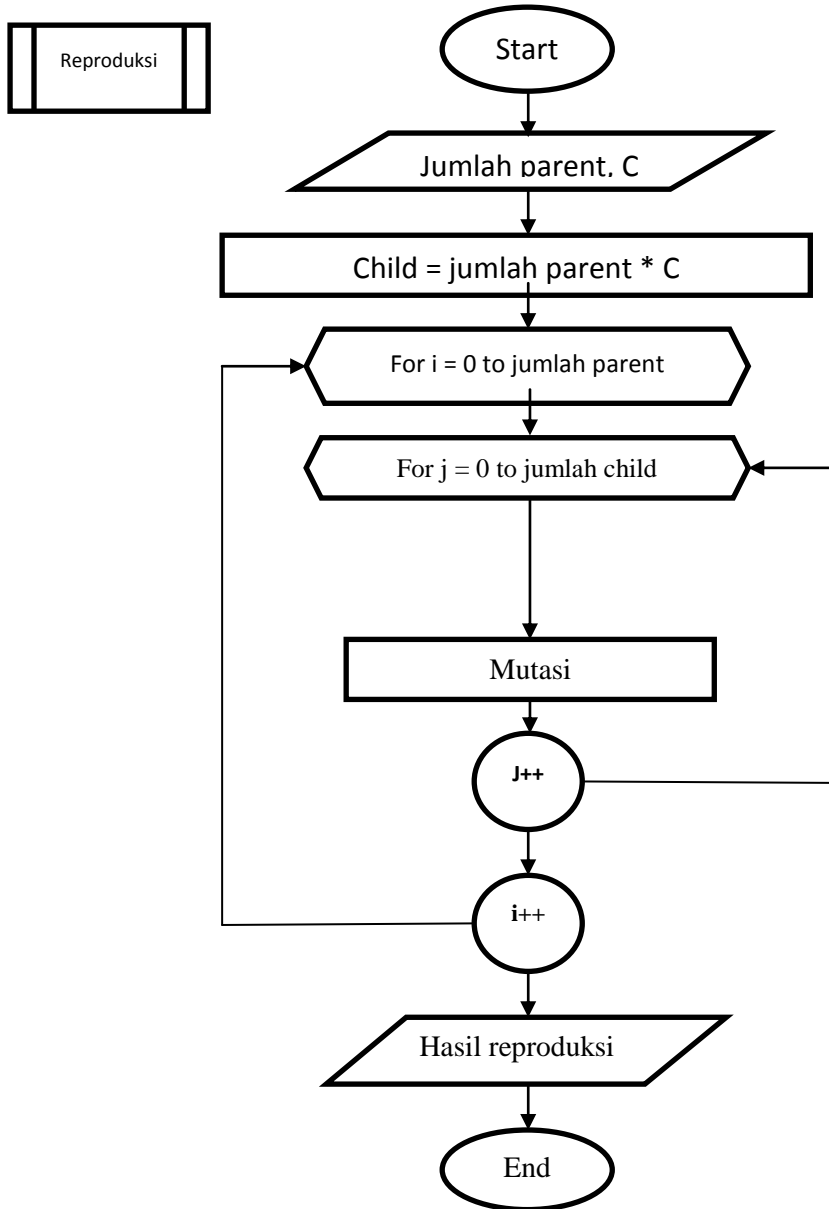 Reproduksi
Start
Jumlah parent, C
Child = jumlah parent * C
For i = 0 to jumlah parent
For j = 0 to jumlah child
Mutasi
J++
i++
Hasil reproduksi
End